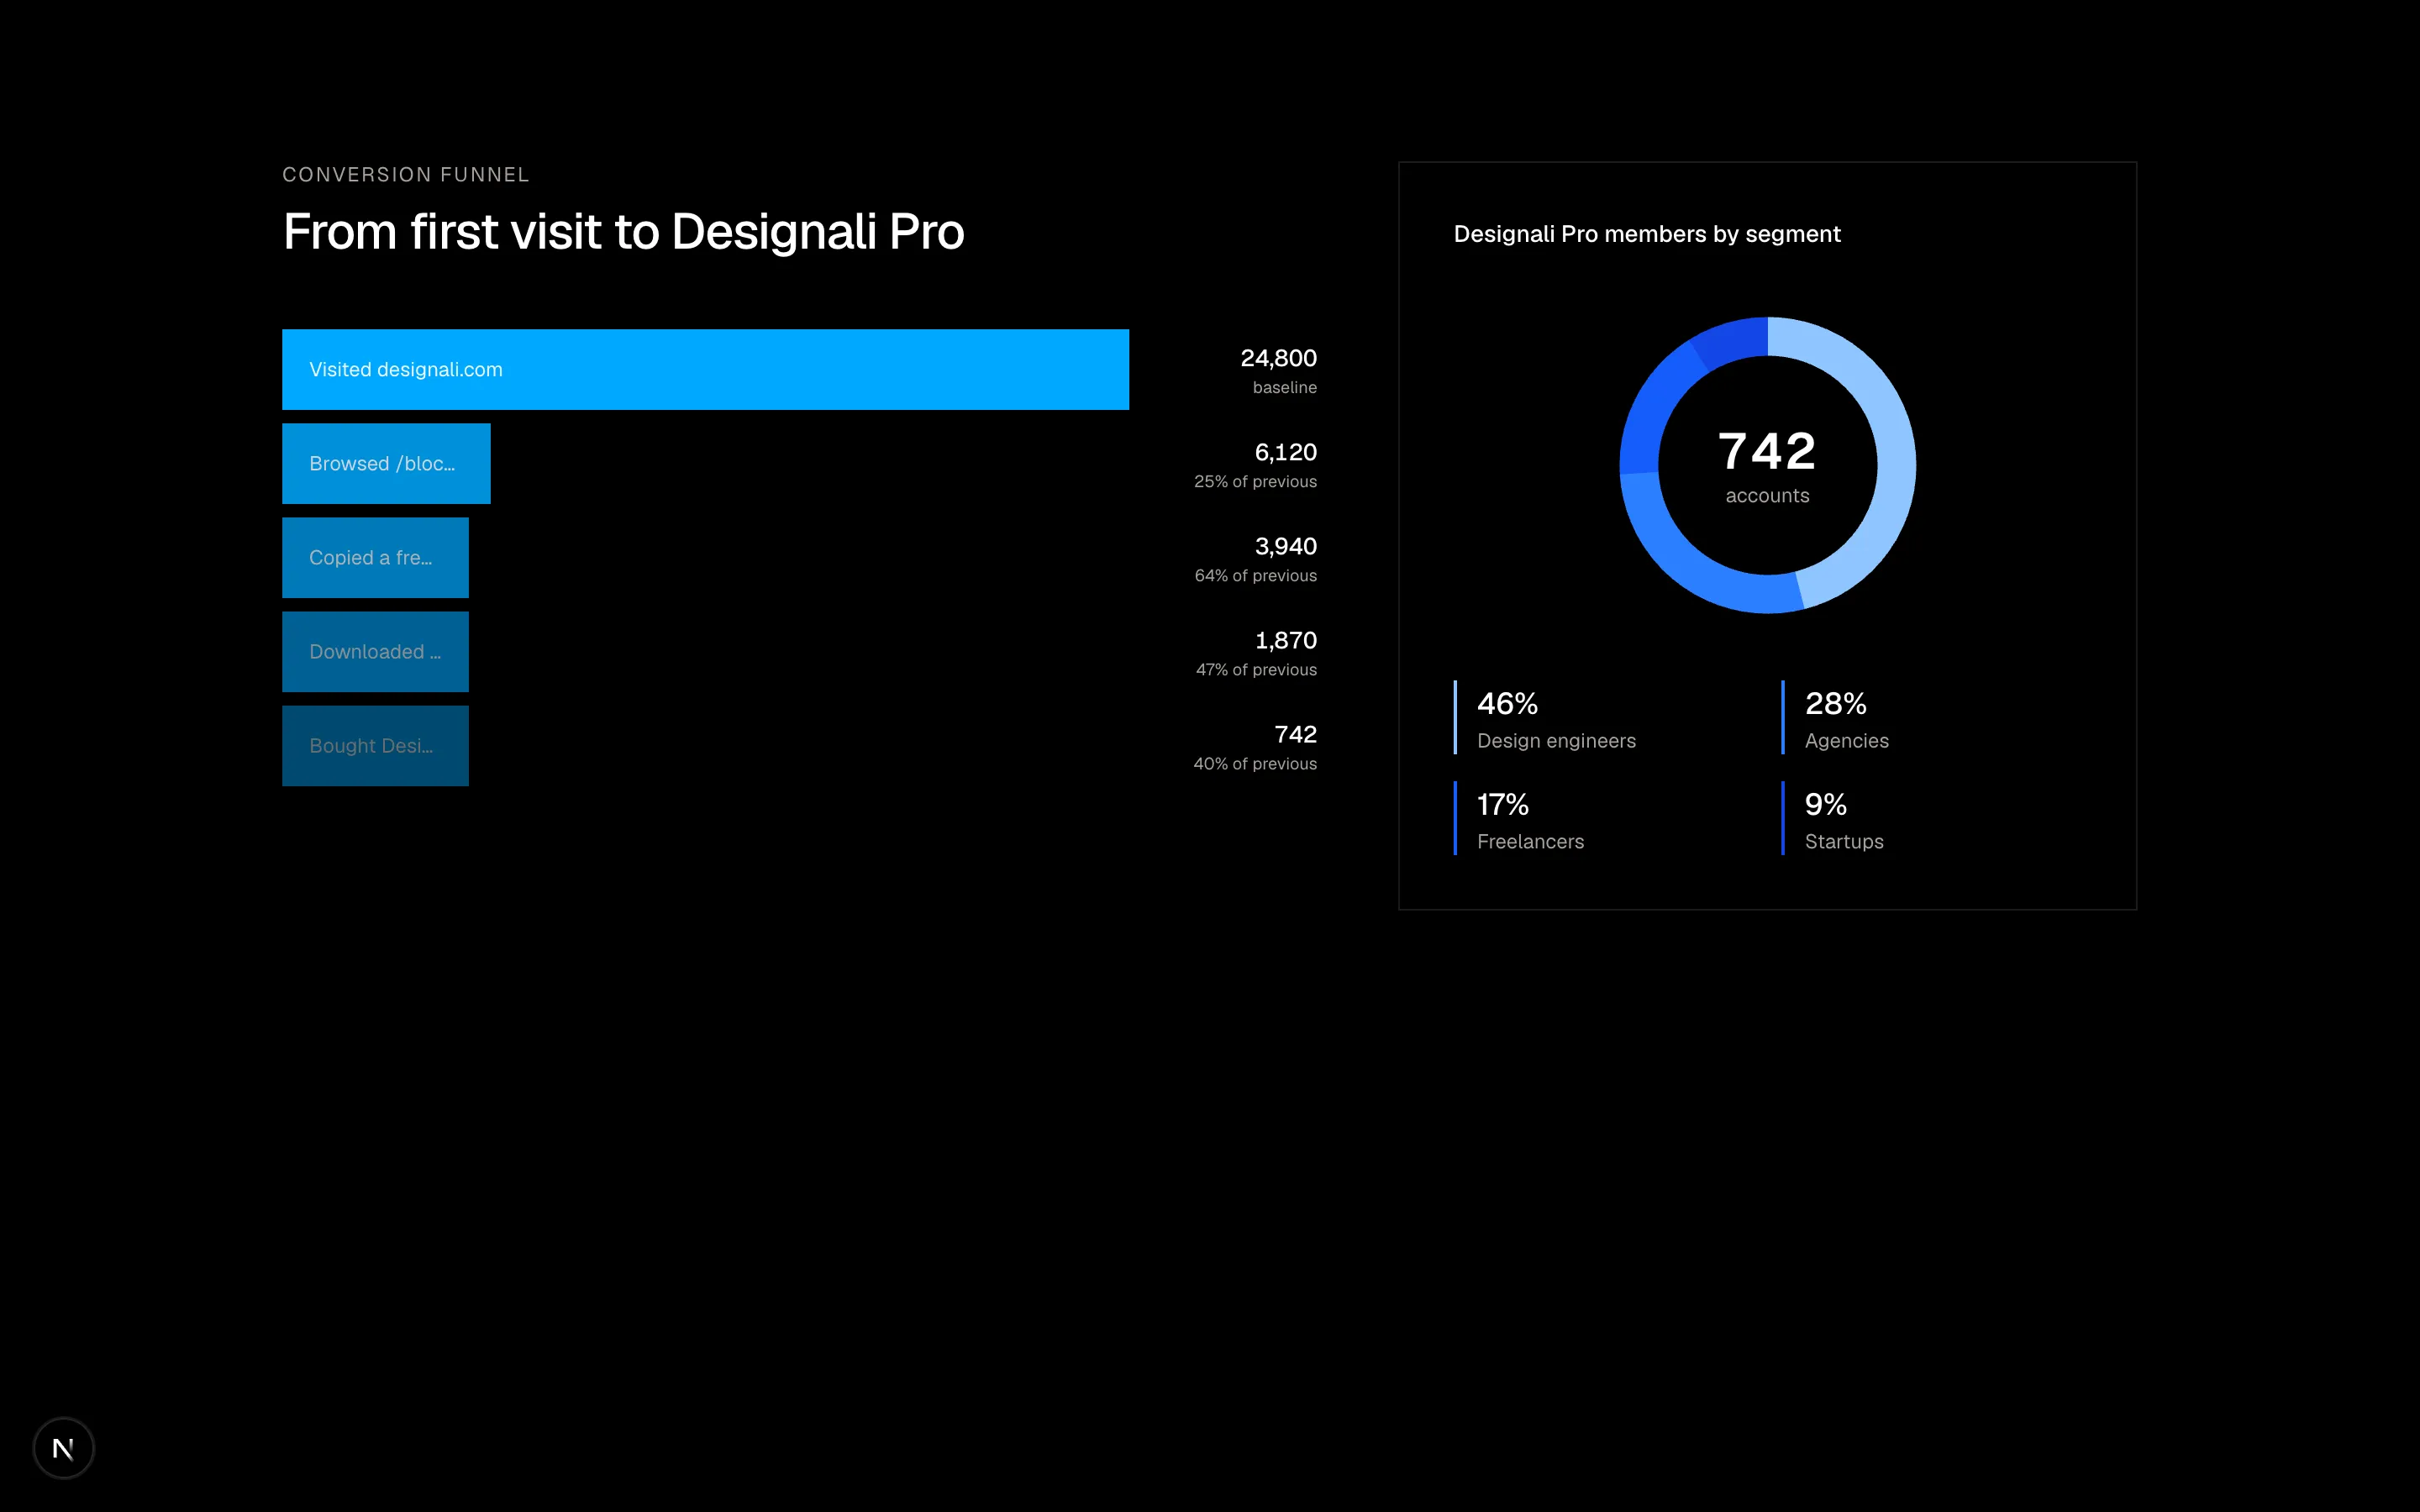 CONVERSION FUNNEL
From first visit to Designali Pro
Visited designali.com
24,800
baseline
Browsed /bloc...
6,120
25% of previous
Copied a fre...
3,940
64% of previous
Downloaded ...
1,870
47% of previous
Bought Desi...
742
40% of previous
Designali Pro members by segment
742
accounts
46%
Design engineers
28%
Agencies
17%
Freelancers
9%
Startups
N